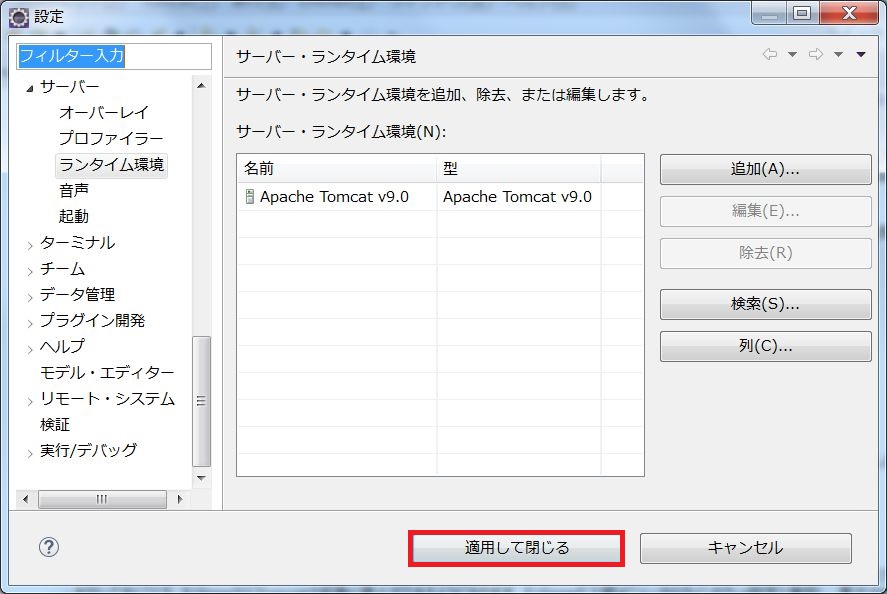 設定
フィルター入力
サーバー
オーバーレイ
プロファイラー
ランタイム環境
音声
起動
ターミナル
チーム
データ管理
プラグイン開発
ヘルプ
モデル・エディター
リモート・システム
検証
実行/デバッグ
サーバー・ランタイム環境
サーバー・ランタイム環境を追加、除去、または編集します。
サーバー・ランタイム環境(N):
名前 型
Apache Tomcat v9.0 Apache Tomcat v9.0
追加(A)...
編集(E)...
除去(R)
検索(S)...
列(C)...
適用して閉じる
キャンセル